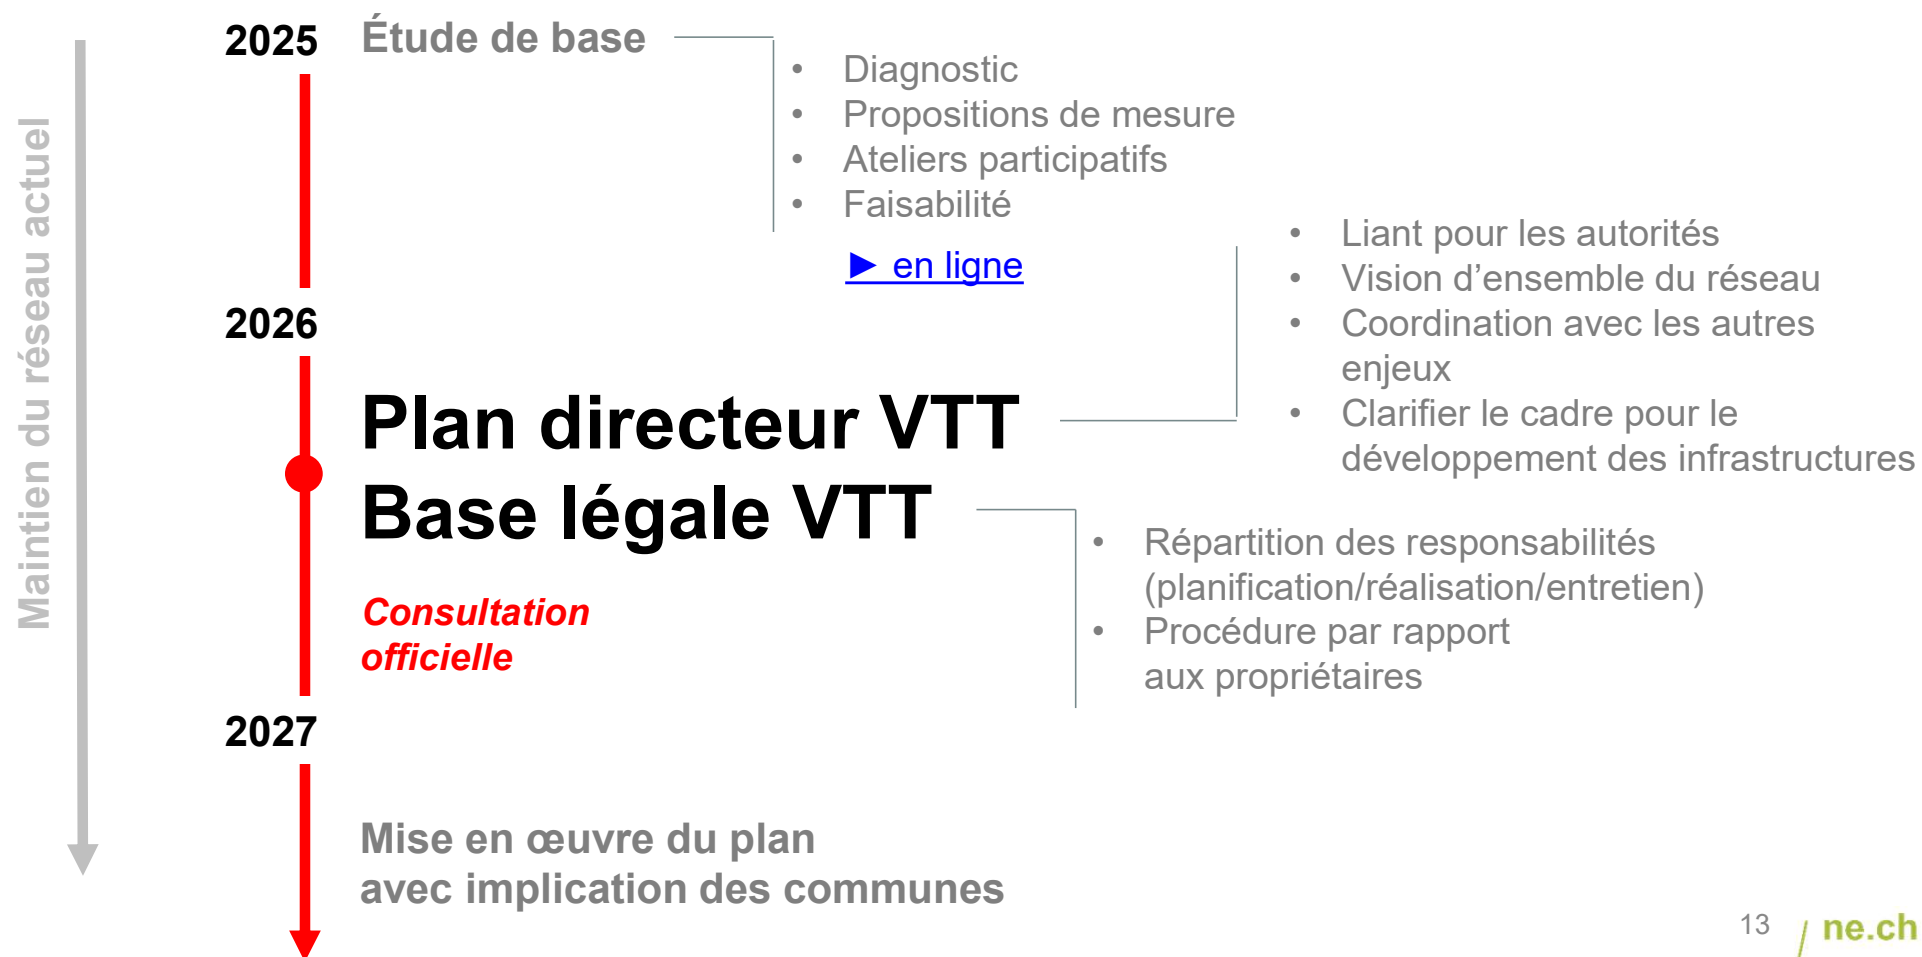 Maintien du réseau actuel
2025
Étude de base
• Diagnostic
• Propositions de mesure
• Ateliers participatifs
• Faisabilité
► en ligne
2026
Plan directeur VTT
• Liant pour les autorités
• Vision d’ensemble du réseau
• Coordination avec les autres
enjeux
• Clarifier le cadre pour le
développement des infrastructures
Base légale VTT
• Répartition des responsabilités
(planification/réalisation/entretien)
• Procédure par rapport
aux propriétaires
Consultation
officielle
2027
Mise en œuvre du plan
avec implication des communes
13
ne.ch